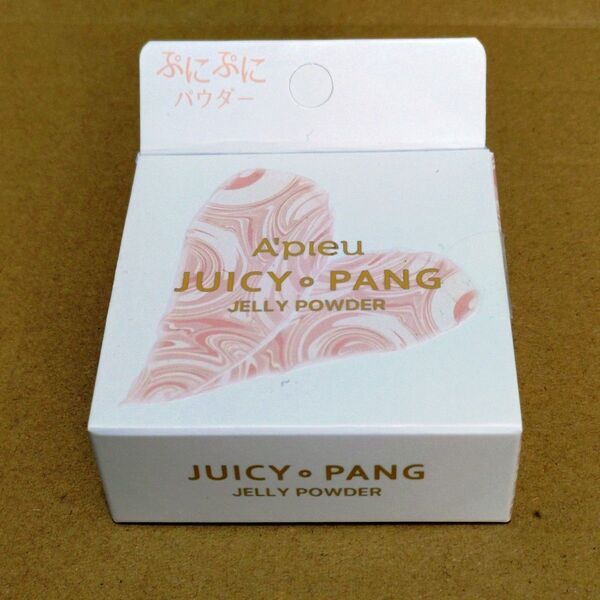 ぷにぷに
パウダー
A'pieu
JUICY PANG
JELLY POWDER
JUICY PANG
JELLY POWDER